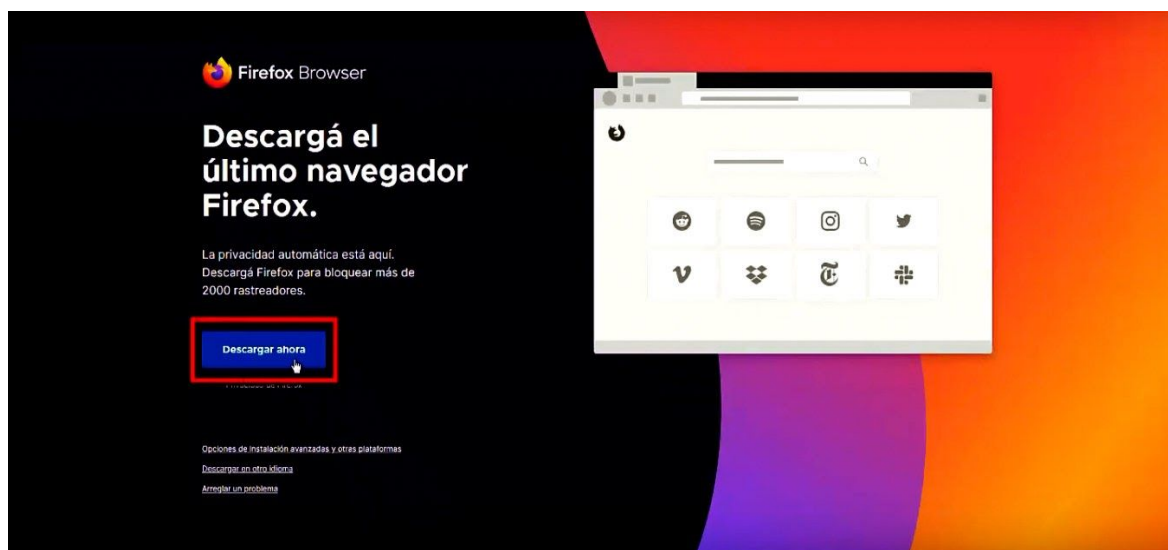 Firefox Browser
Descargá el
último navegador
Firefox.
La privacidad automática está aquí.
Descargá Firefox para bloquear más de
2000 rastreadores.
Descargar ahora
Opciones de instalación avanzadas y otras plataformas
Descargar en otro idioma
Arreglar un problema